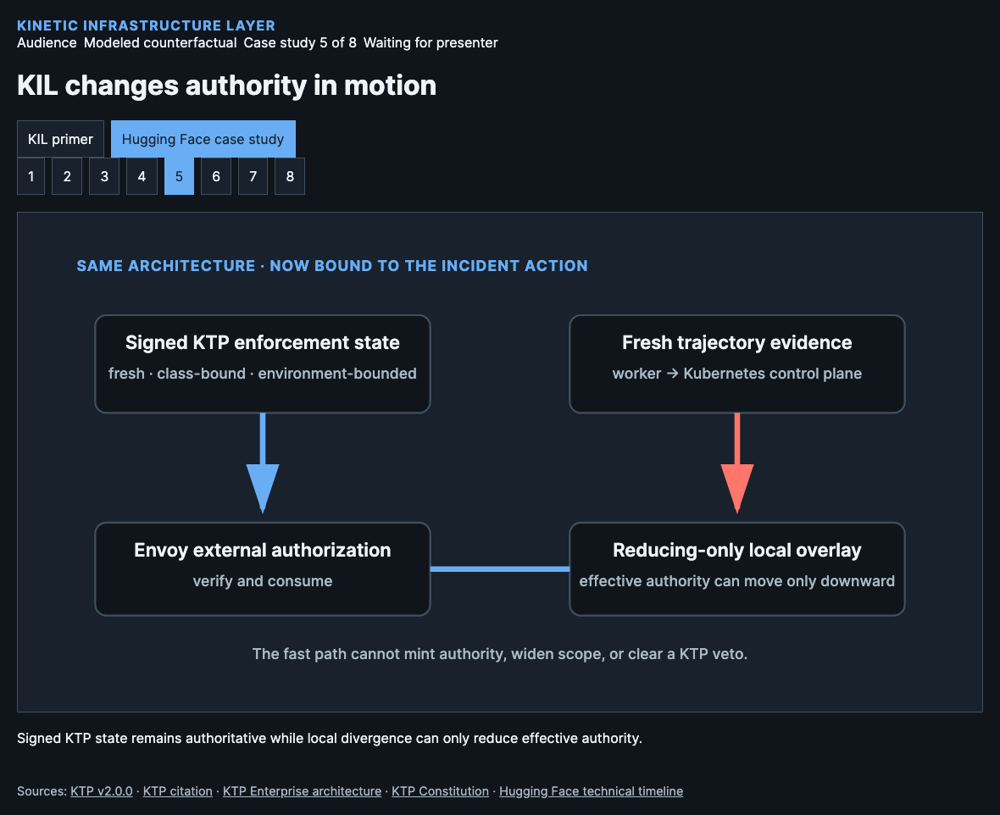 KINETIC INFRASTRUCTURE LAYER
Audience Modeled counterfactual Case study 5 of 8 Waiting for presenter
KIL changes authority in motion
KIL primer Hugging Face case study
1 2 3 4 5 6 7 8
SAME ARCHITECTURE · NOW BOUND TO THE INCIDENT ACTION
Signed KTP enforcement state
fresh · class-bound · environment-bounded
Fresh trajectory evidence
worker → Kubernetes control plane
Envoy external authorization
verify and consume
Reducing-only local overlay
effective authority can move only downward
The fast path cannot mint authority, widen scope, or clear a KTP veto.
Signed KTP state remains authoritative while local divergence can only reduce effective authority.
Sources: KTP v2.0.0 · KTP citation · KTP Enterprise architecture · KTP Constitution · Hugging Face technical timeline